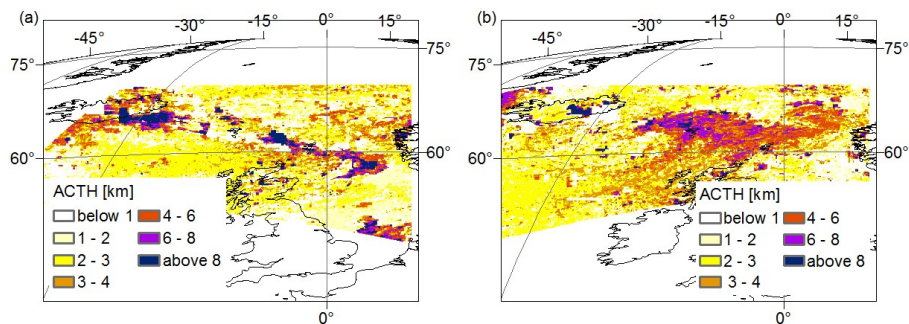 (a)
-45° -30° -15° 0° 15°
75° 75°
60° 60°
ACTH [km]
below 1 4 - 6
1 - 2 6 - 8
2 - 3 above 8
3 - 4
0°
(b)
-45° -30° -15° 0° 15°
75° 75°
60° 60°
ACTH [km]
below 1 4 - 6
1 - 2 6 - 8
2 - 3 above 8
3 - 4
0°